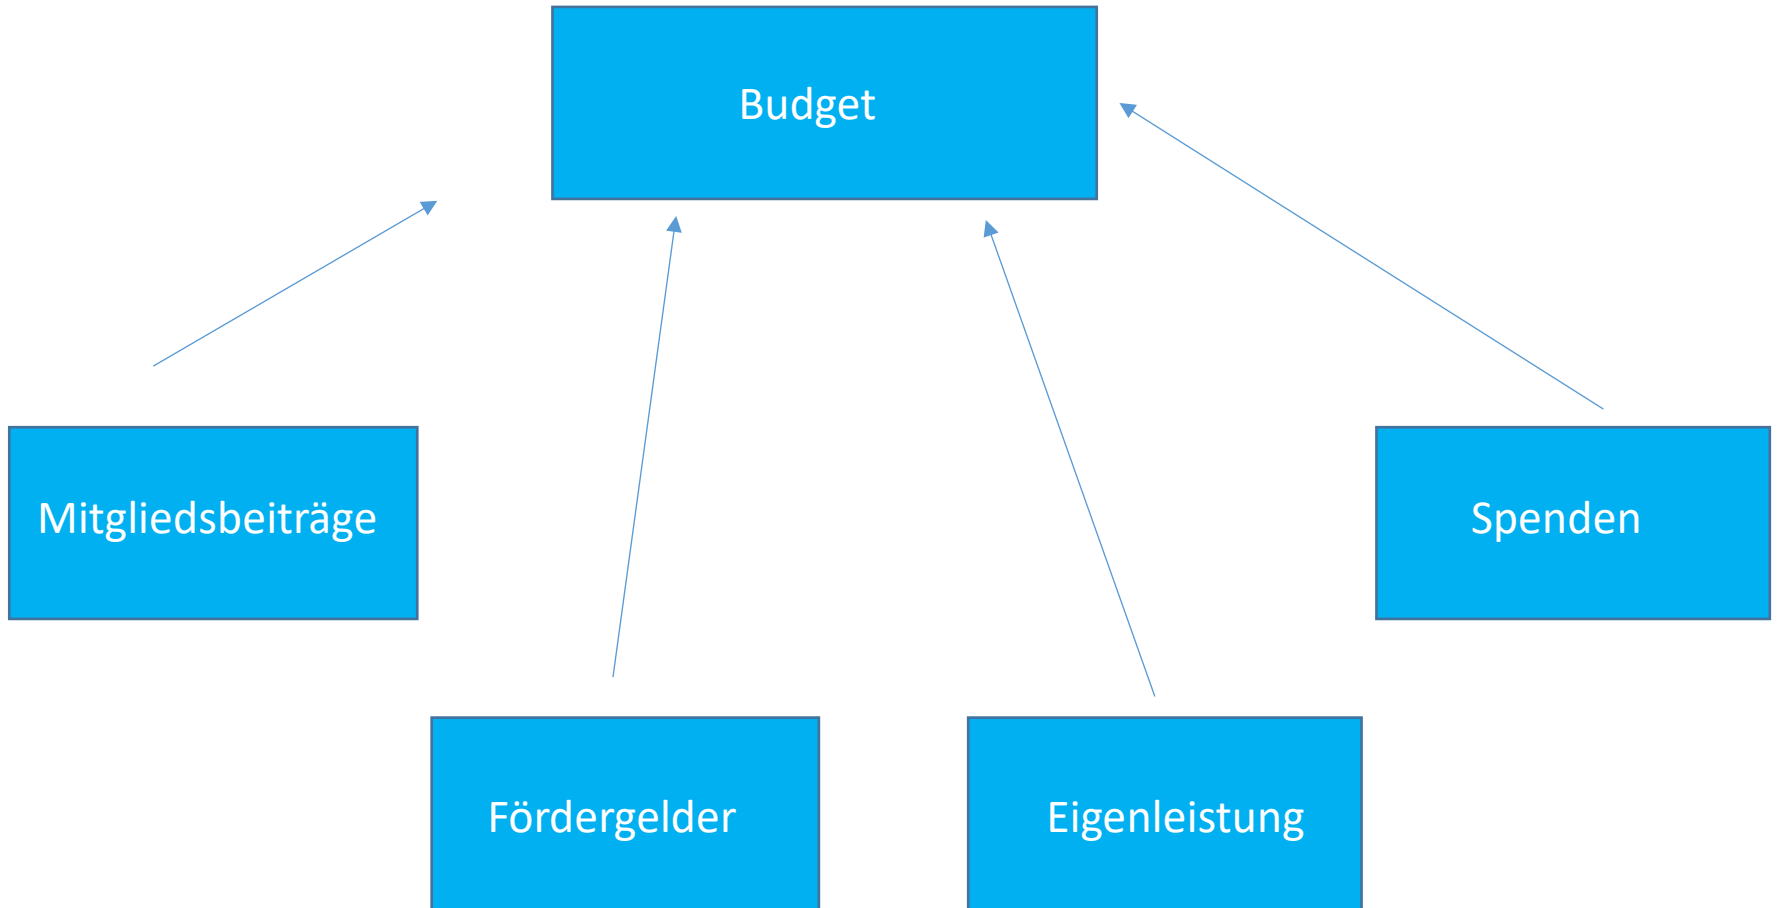 Budget
Mitgliedsbeiträge
Spenden
Fördergelder
Eigenleistung